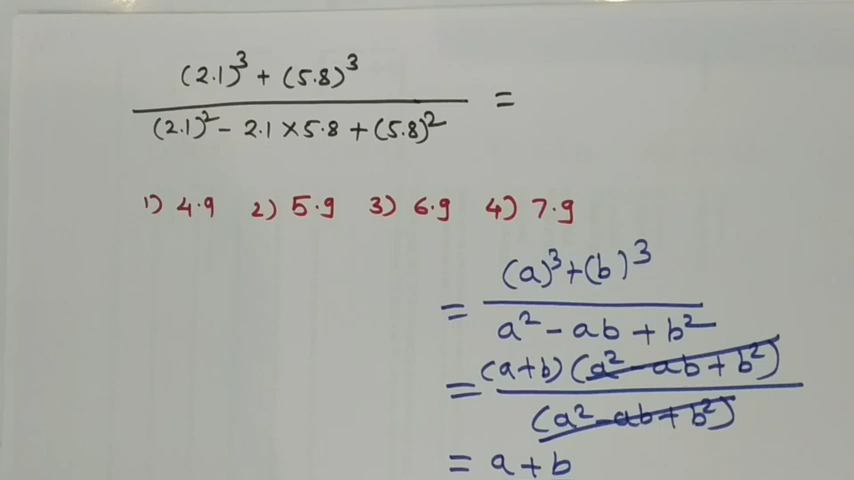 (2.1)³ + (5.8)³
(2.1)² - 2.1 × 5.8 + (5.8)² =
1) 4.9 2) 5.9 3) 6.9 4) 7.9
= (a)³ + (b)³
a² - ab + b²
= (a+b) (a² - ab + b²)
(a² - ab + b²)
= a + b